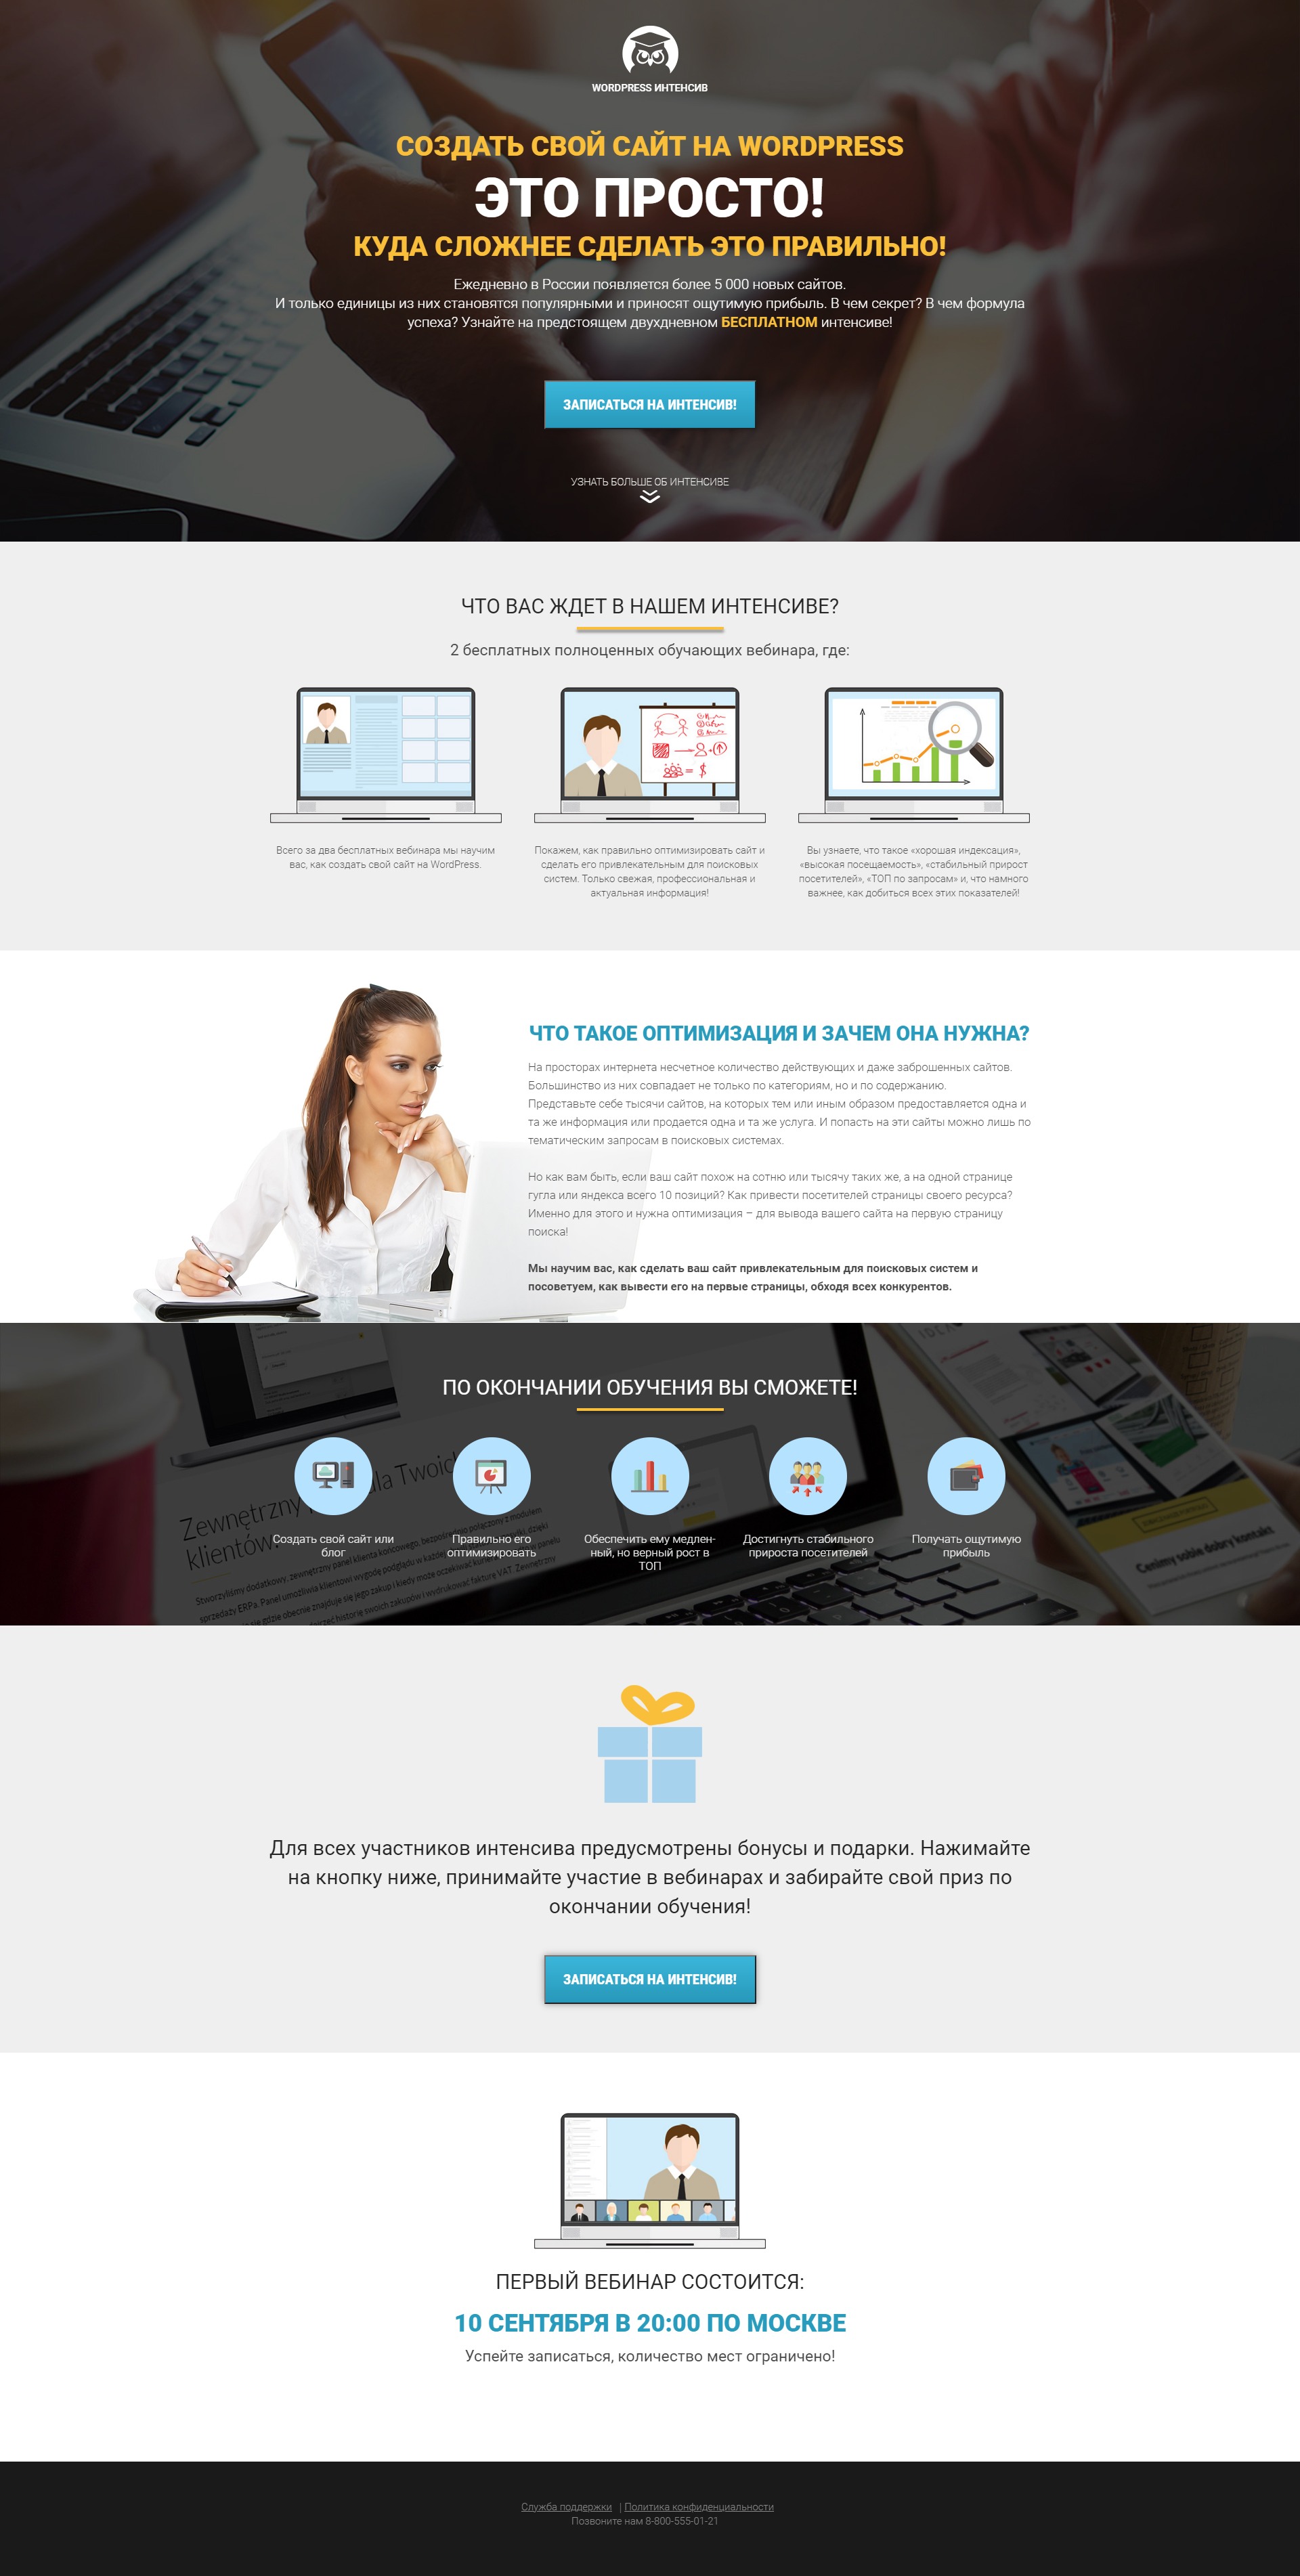 WORDPRESS ИНТЕНСИВ
СОЗДАТЬ СВОЙ САЙТ НА WORDPRESS
ЭТО ПРОСТО!
КУДА СЛОЖНЕЕ СДЕЛАТЬ ЭТО ПРАВИЛЬНО!
Ежедневно в России появляется более 5 000 новых сайтов.
И только единицы из них становятся популярными и приносят ощутимую прибыль. В чем секрет? В чем формула
успеха? Узнайте на предстоящем двухдневном БЕСПЛАТНОМ интенсиве!
ЗАПИСАТЬСЯ НА ИНТЕНСИВ!
УЗНАТЬ БОЛЬШЕ ОБ ИНТЕНСИВЕ
ЧТО ВАС ЖДЕТ В НАШЕМ ИНТЕНСИВЕ?
2 бесплатных полноценных обучающих вебинара, где:
Всего за два бесплатных вебинара мы научим
вас, как создать свой сайт на WordPress.
Покажем, как правильно оптимизировать сайт и
сделать его привлекательным для поисковых
систем. Только свежая, профессиональная и
актуальная информация!
Вы узнаете, что такое «хорошая индексация»,
«высокая посещаемость», «стабильный прирост
посетителей», «ТОП по запросам» и, что намного
важнее, как добиться всех этих показателей!
ЧТО ТАКОЕ ОПТИМИЗАЦИЯ И ЗАЧЕМ ОНА НУЖНА?
На просторах интернета несчетное количество действующих и даже заброшенных сайтов.
Большинство из них совпадает не только по категориям, но и по содержанию.
Представьте себе тысячи сайтов, на которых тем или иным образом предоставляется одна и
та же информация или продается одна и та же услуга. И попасть на эти сайты можно лишь по
тематическим запросам в поисковых системах.
Но как вам быть, если ваш сайт похож на сотню или тысячу таких же, а на одной странице
гугла или яндекса всего 10 позиций? Как привести посетителей страницы своего ресурса?
Именно для этого и нужна оптимизация – для вывода вашего сайта на первую страницу
поиска!
Мы научим вас, как сделать ваш сайт привлекательным для поисковых систем и
посоветуем, как вывести его на первые страницы, обходя всех конкурентов.
ПО ОКОНЧАНИИ ОБУЧЕНИЯ ВЫ СМОЖЕТЕ!
Zewnętrzny dla Twoich
klientów
Создать свой сайт или
блог
Правильно его
оптимизировать
Обеспечить ему медлен-
ный, но верный рост в
ТОП
Достигнуть стабильного
прироста посетителей
Получать ощутимую
прибыль
Для всех участников интенсива предусмотрены бонусы и подарки. Нажимайте
на кнопку ниже, принимайте участие в вебинарах и забирайте свой приз по
окончании обучения!
ЗАПИСАТЬСЯ НА ИНТЕНСИВ!
ПЕРВЫЙ ВЕБИНАР СОСТОИТСЯ:
10 СЕНТЯБРЯ В 20:00 ПО МОСКВЕ
Успейте записаться, количество мест ограничено!
Служба поддержки | Политика конфиденциальности
Позвоните нам 8-800-555-01-21